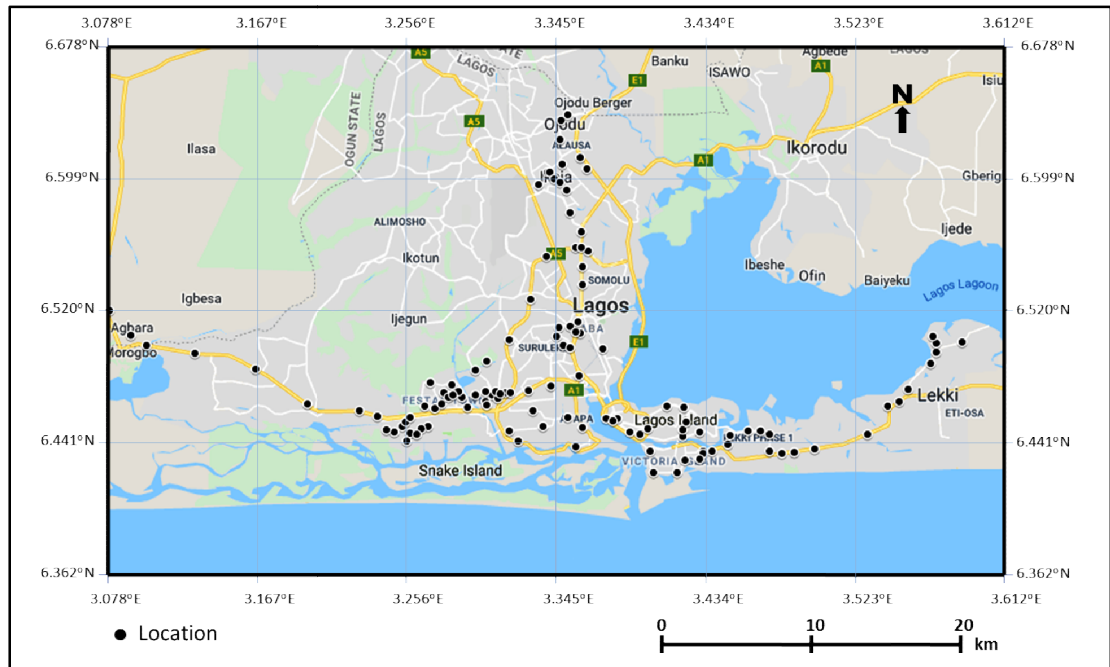 3.078°E 3.167°E 3.256°E 3.345°E 3.434°E 3.523°E 3.612°E
6.678°N 6.678°N
A5
STATE
LAGOS
LAGOS
Agbede
A1
Banku
ISAWO
E1
Isiu
N
OGUN STATE
LAGOS
Ojodu Berger
A5
Ojodu
Ilasa
ALAUSA
Ikorodu
A1
6.599°N 6.599°N
Ikeja
Gberigb
ALIMOSHO
Ijede
Ikotun
A5
Ibeshe
Ofin
SOMOLU
Baiyeku
Lagos Lagoon
Igbesa
Lagos
6.520°N 6.520°N
Ijegun
Agbara
E1
SURULERE
Morogbo
A1
Lekki
FESTAC
ETI-OSA
Lagos Island
6.441°N 6.441°N
LEKKI PHASE 1
VICTORIA ISLAND
Snake Island
6.362°N 6.362°N
3.078°E 3.167°E 3.256°E 3.345°E 3.434°E 3.523°E 3.612°E
Location
0 10 20
km